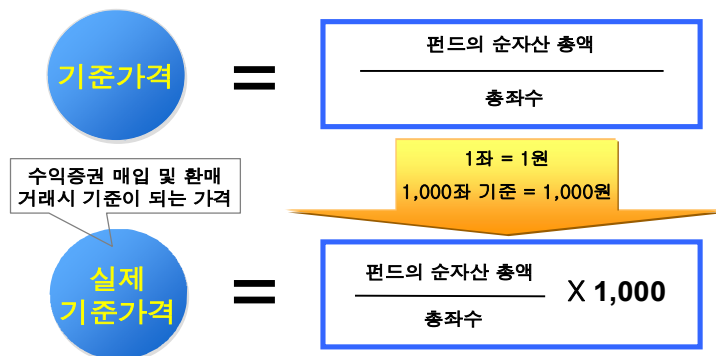 기준가격
=
펀드의 순자산 총액
총좌수
1좌 = 1원
1,000좌 기준 = 1,000원
수익증권 매입 및 환매
거래시 기준이 되는 가격
실제
기준가격
=
펀드의 순자산 총액
총좌수
X 1,000